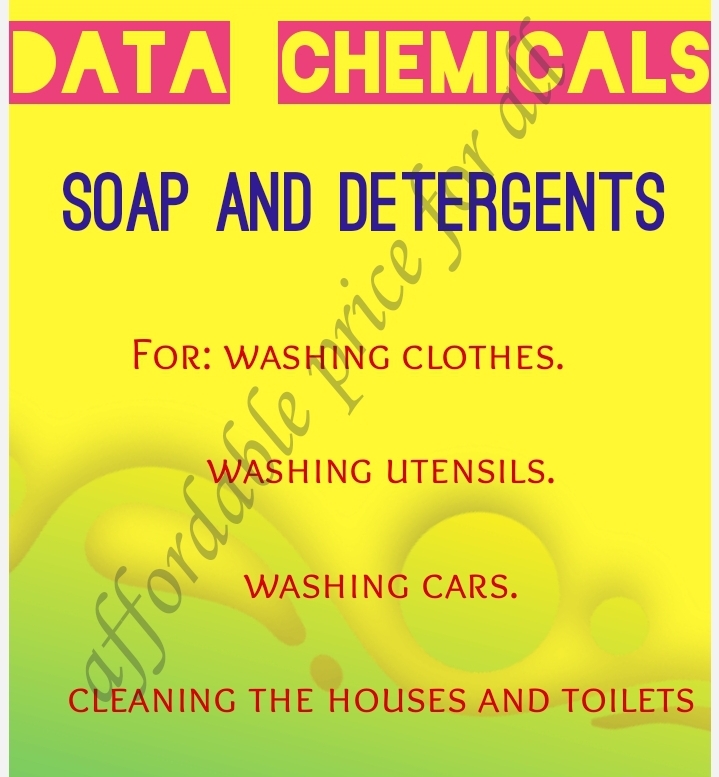 DATA CHEMICALS
SOAP AND DETERGENTS
For: washing clothes.
washing utensils.
washing cars.
cleaning the houses and toilets
affordable price for all